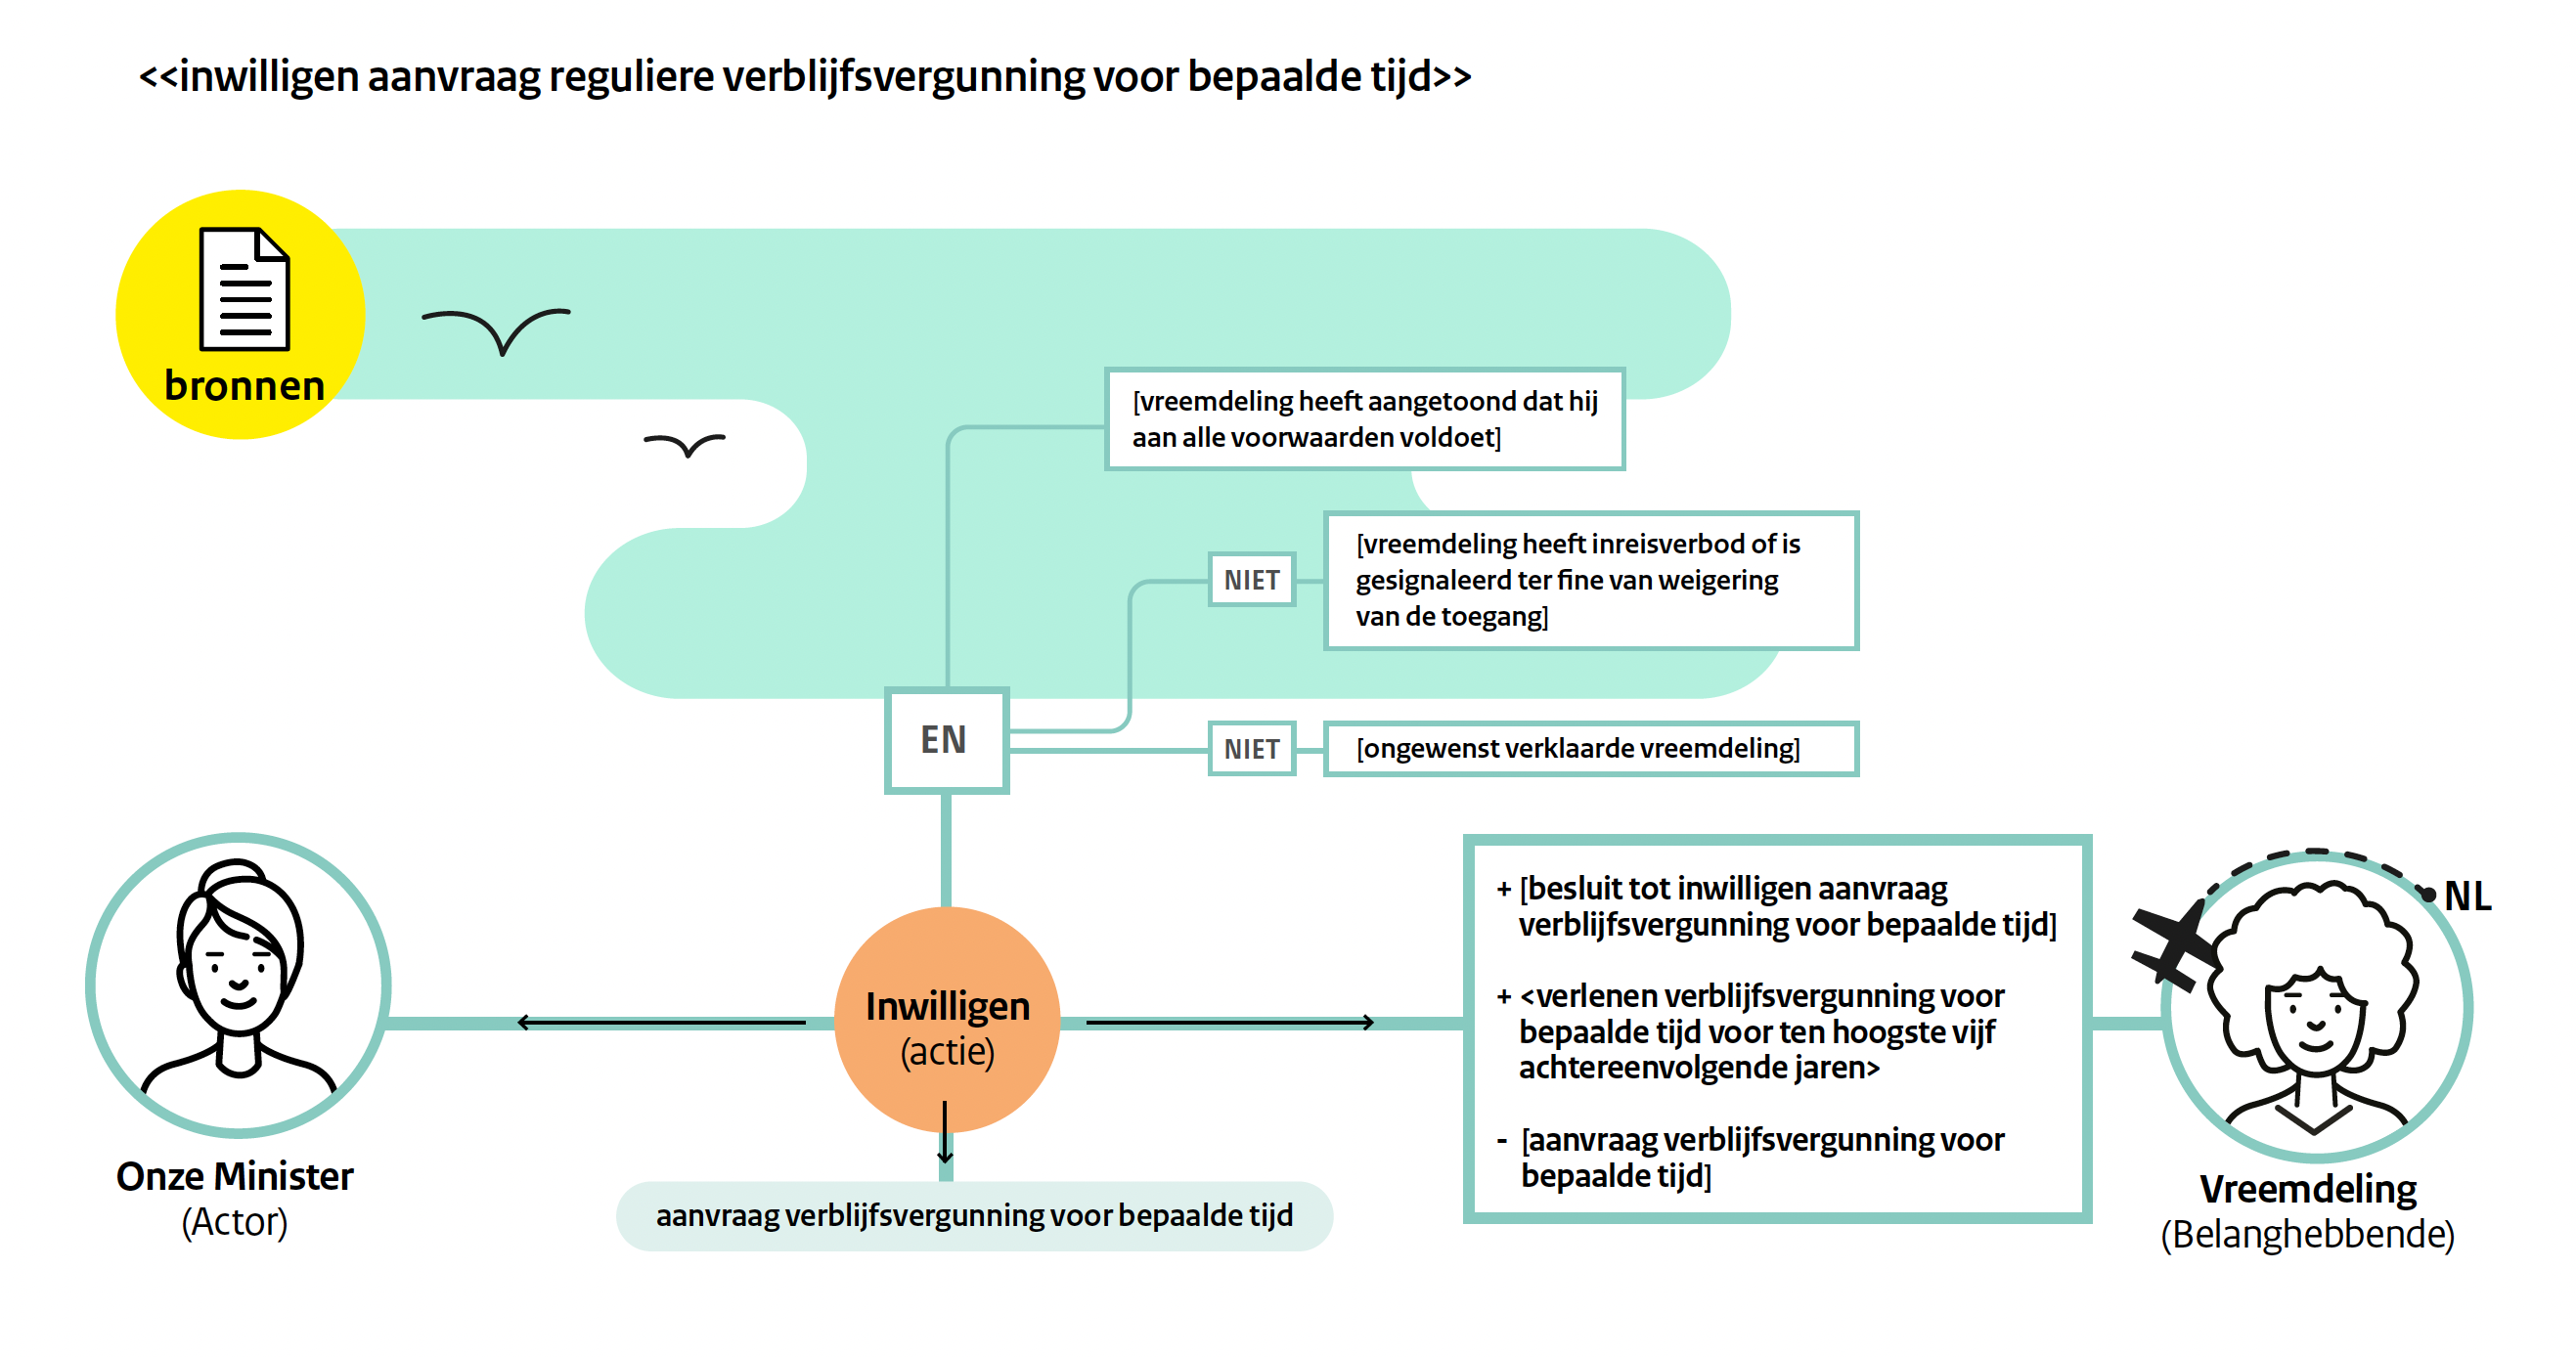 <<inwilligen aanvraag reguliere verblijfsvergunning voor bepaalde tijd>>
bronnen
[vreemdeling heeft aangetoond dat hij
aan alle voorwaarden voldoet]
NIET
[vreemdeling heeft inreisverbod of is
gesignaleerd ter fine van weigering
van de toegang]
EN
NIET
[ongewenst verklaarde vreemdeling]
Onze Minister
(Actor)
Inwilligen
(actie)
aanvraag verblijfsvergunning voor bepaalde tijd
+ [besluit tot inwilligen aanvraag
verblijfsvergunning voor bepaalde tijd]
+ <verlenen verblijfsvergunning voor
bepaalde tijd voor ten hoogste vijf
achtereenvolgende jaren>
- [aanvraag verblijfsvergunning voor
bepaalde tijd]
NL
Vreemdeling
(Belanghebbende)